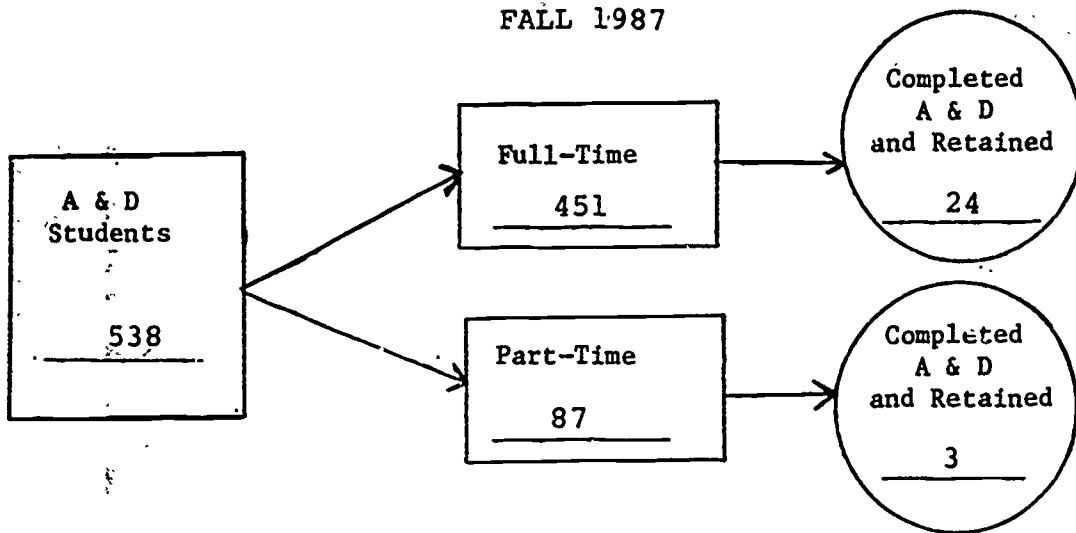 FALL 1987
A & D
Students
538
Full-Time
451
Completed
A & D
and Retained
24
Part-Time
87
Completed
A & D
and Retained
3